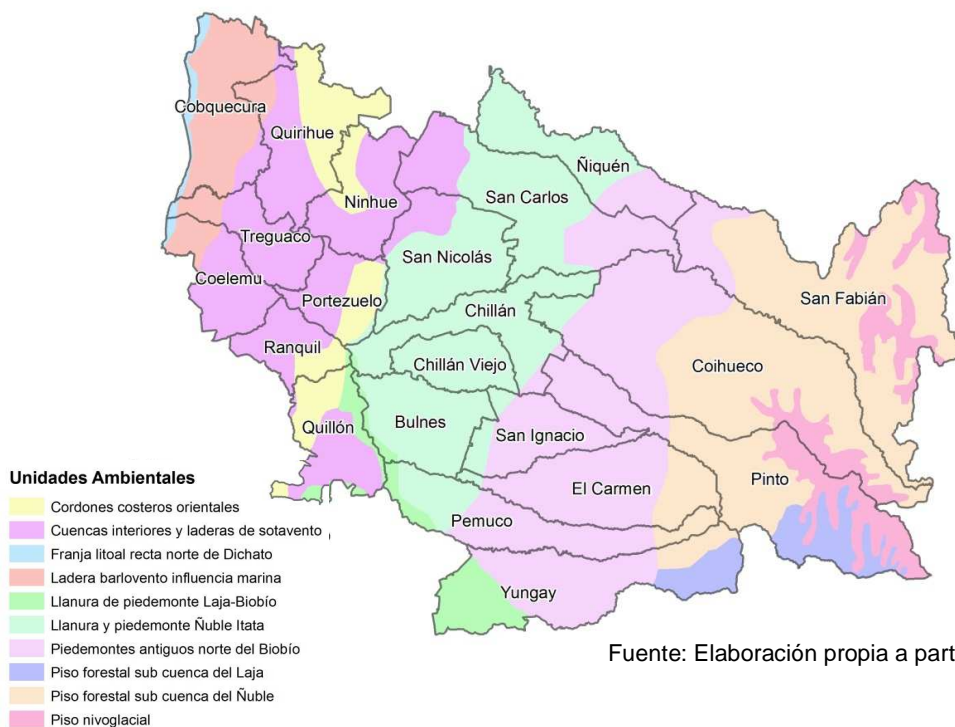 Cobquecura
Quirihue
Ñiquén
Ninhue
San Carlos
Treguaco
San Nicolás
Coelemu
Portezuelo
San Fabián
Chillán
Ranquil
Chillán Viejo
Coihueco
Bulnes
Quillón
San Ignacio
Pinto
El Carmen
Pemuco
Yungay
Unidades Ambientales
Cordones costeros orientales
Cuencas interiores y laderas de sotavento
Franja litoal recta norte de Dichato
Ladera barlovento influencia marina
Llanura de piedemonte Laja-Biobío
Llanura y piedemonte Ñuble Itata
Piedemontes antiguos norte del Biobío
Piso forestal sub cuenca del Laja
Piso forestal sub cuenca del Ñuble
Piso nivoglacial
Fuente: Elaboración propia a part